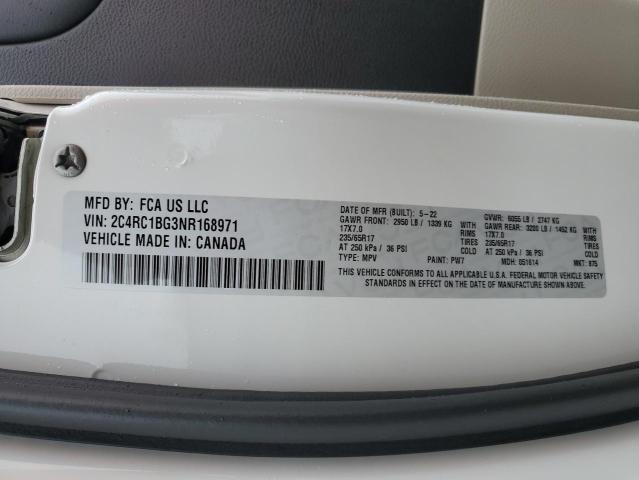 MFD BY: FCA US LLC
VIN: 2C4RC1BG3NR168971
VEHICLE MADE IN: CANADA
DATE OF MFR (BUILT): 5-22 GVWR: 6055 LB / 2747 KG
GAWR FRONT: 2950 LB / 1339 KG WITH GAWR REAR: 3200 LB / 1452 KG WITH
17X7.0 RIMS 17X7.0 RIMS
235/65R17 TIRES 235/65R17 TIRES
AT 250 kPa / 36 PSI COLD AT 250 kPa / 36 PSI COLD
TYPE: MPV PAINT: PW7 MDH: 051614 MKT: 875
THIS VEHICLE CONFORMS TO ALL APPLICABLE U.S. FEDERAL MOTOR VEHICLE SAFETY
STANDARDS IN EFFECT ON THE DATE OF MANUFACTURE SHOWN ABOVE.